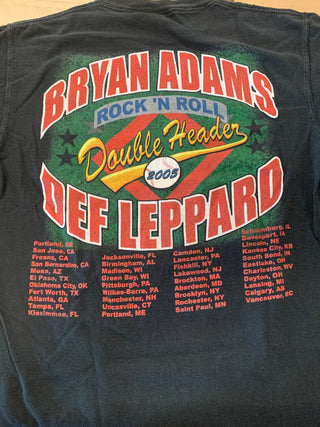 BRYAN ADAMS
ROCK 'N ROLL
Double Header
2005
DEF LEPPARD
Portland, OR
San Jose, CA
Fresno, CA
San Bernardino, CA
Mesa, AZ
El Paso, TX
Oklahoma City, OK
Fort Worth, TX
Atlanta, GA
Tampa, FL
Kissimmee, FL
Jacksonville, FL
Birmingham, AL
Madison, WI
Green Bay, WI
Pittsburgh, PA
Wilkes-Barre, PA
Manchester, NH
Uncasville, CT
Portland, ME
Camden, NJ
Lancaster, PA
Fishkill, NY
Lakewood, NJ
Brockton, MA
Aberdeen, MD
Brooklyn, NY
Rochester, NY
Saint Paul, MN
Schaumburg, IL
Davenport, IA
Lincoln, NE
Kansas City, KS
South Bend, IN
Eastlake, OH
Charleston, WV
Dayton, OH
Lansing, MI
Calgary, AB
Vancouver, BC